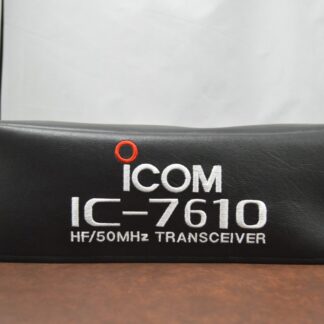 iCOM
IC-7610
HF/50MHz TRANSCEIVER